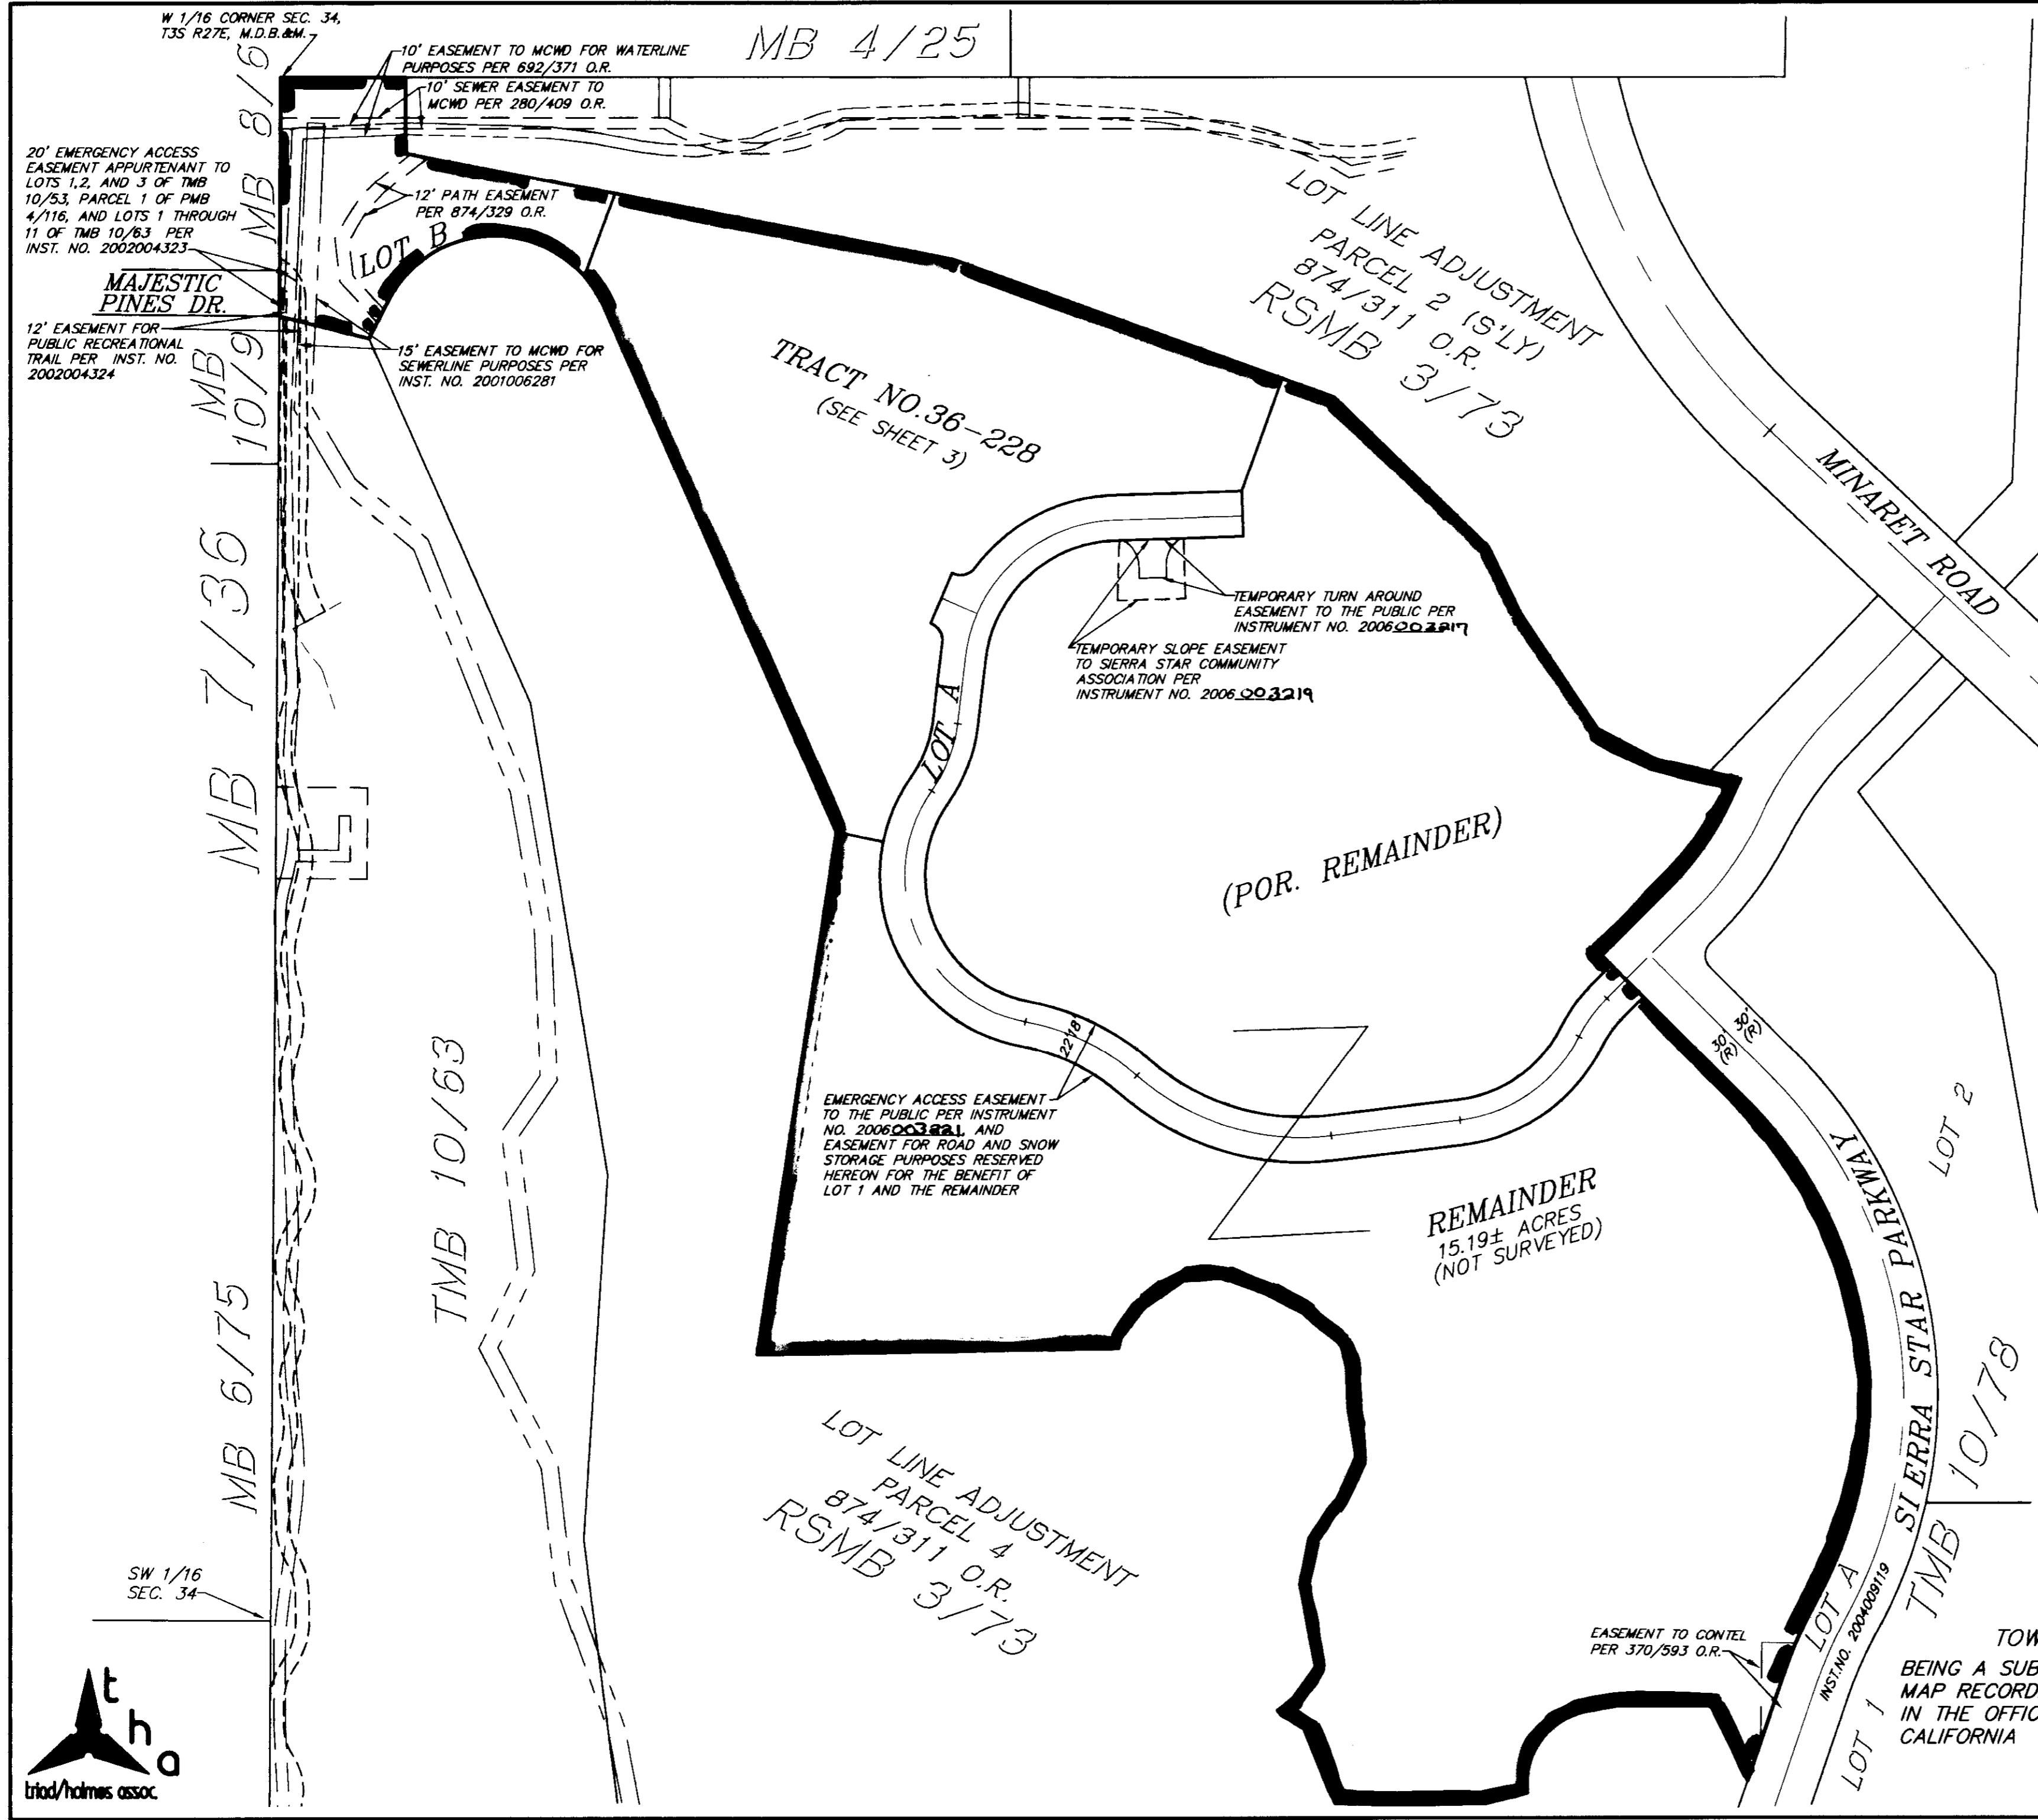 W 1/16 CORNER SEC. 34,
T3S R27E, M.D.B.&M.
10' EASEMENT TO MCWD FOR WATERLINE
PURPOSES PER 692/371 O.R.
10' SEWER EASEMENT TO
MCWD PER 280/409 O.R.
MB 4/25
MB 8/6
20' EMERGENCY ACCESS
EASEMENT APPURTENANT TO
LOTS 1,2, AND 3 OF TMB
10/53, PARCEL 1 OF PMB
4/116, AND LOTS 1 THROUGH
11 OF TMB 10/63 PER
INST. NO. 2002004323
12' PATH EASEMENT
PER 874/329 O.R.
LOT B
MAJESTIC
PINES DR.
12' EASEMENT FOR
PUBLIC RECREATIONAL
TRAIL PER INST. NO.
2002004324
15' EASEMENT TO MCWD FOR
SEWERLINE PURPOSES PER
INST. NO. 2001006281
MB
10/9
LOT LINE ADJUSTMENT
PARCEL 2 (S'LY)
874/311 O.R.
RSMB 3/73
TRACT NO.36-228
(SEE SHEET 3)
MINARET ROAD
MB 7/36
TEMPORARY TURN AROUND
EASEMENT TO THE PUBLIC PER
INSTRUMENT NO. 2006003217
TEMPORARY SLOPE EASEMENT
TO SIERRA STAR COMMUNITY
ASSOCIATION PER
INSTRUMENT NO. 2006003219
LOT A
(POR. REMAINDER)
22' 18'
30'
(R)
30'
(R)
EMERGENCY ACCESS EASEMENT
TO THE PUBLIC PER INSTRUMENT
NO. 2006003221, AND
EASEMENT FOR ROAD AND SNOW
STORAGE PURPOSES RESERVED
HEREON FOR THE BENEFIT OF
LOT 1 AND THE REMAINDER
TMB 10/63
REMAINDER
15.19± ACRES
(NOT SURVEYED)
LOT 2
SIERRA STAR PARKWAY
MB 6/75
LOT LINE ADJUSTMENT
PARCEL 4
874/311 O.R.
RSMB 3/73
TMB 10/78
SW 1/16
SEC. 34
EASEMENT TO CONTEL
PER 370/593 O.R.
LOT A
INST.NO. 2004009119
LOT 1
TOW
BEING A SUB
MAP RECORD
IN THE OFFIC
CALIFORNIA
t
h
a
triad/holmes assoc.